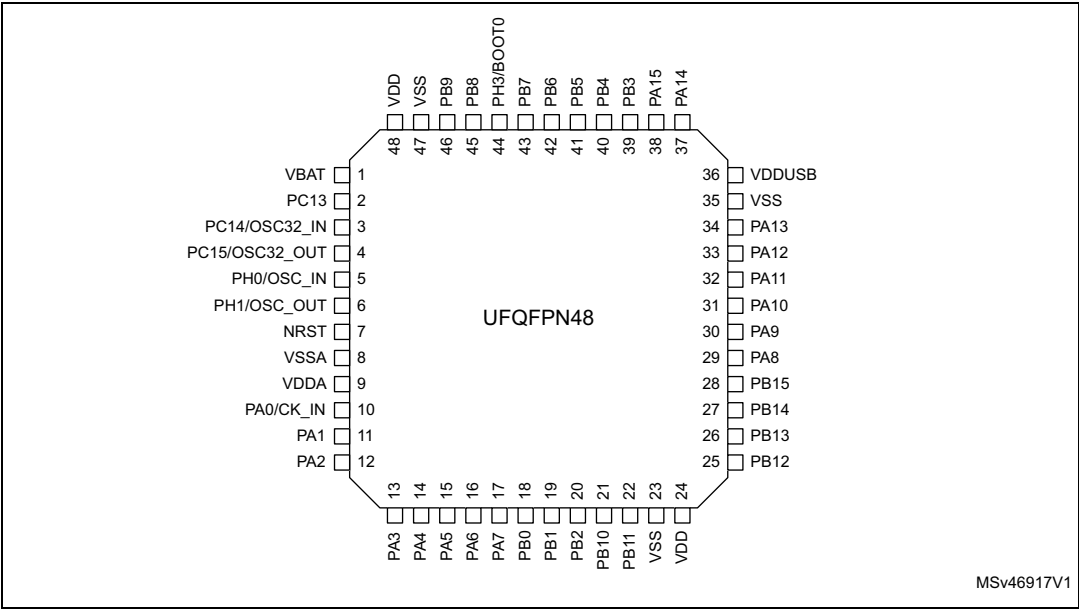 VDD
VSS
PB9
PB8
PH3/BOOT0
PB7
PB6
PB5
PB4
PB3
PA15
PA14
48
47
46
45
44
43
42
41
40
39
38
37
VBAT 1
PC13 2
PC14/OSC32_IN 3
PC15/OSC32_OUT 4
PH0/OSC_IN 5
PH1/OSC_OUT 6
NRST 7
VSSA 8
VDDA 9
PA0/CK_IN 10
PA1 11
PA2 12
UFQFPN48
36 VDDUSB
35 VSS
34 PA13
33 PA12
32 PA11
31 PA10
30 PA9
29 PA8
28 PB15
27 PB14
26 PB13
25 PB12
13
14
15
16
17
18
19
20
21
22
23
24
PA3
PA4
PA5
PA6
PA7
PB0
PB1
PB2
PB10
PB11
VSS
VDD
MSv46917V1